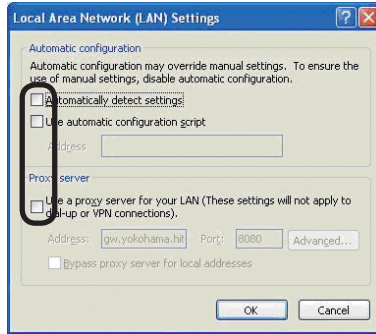 Local Area Network (LAN) Settings
Automatic configuration
Automatic configuration may override manual settings. To ensure the
use of manual settings, disable automatic configuration.
Automatically detect settings
Use automatic configuration script
Address
Proxy server
Use a proxy server for your LAN (These settings will not apply to
dial-up or VPN connections).
Address: gw.yokohama.hit Port: 8080 Advanced...
Bypass proxy server for local addresses
OK Cancel